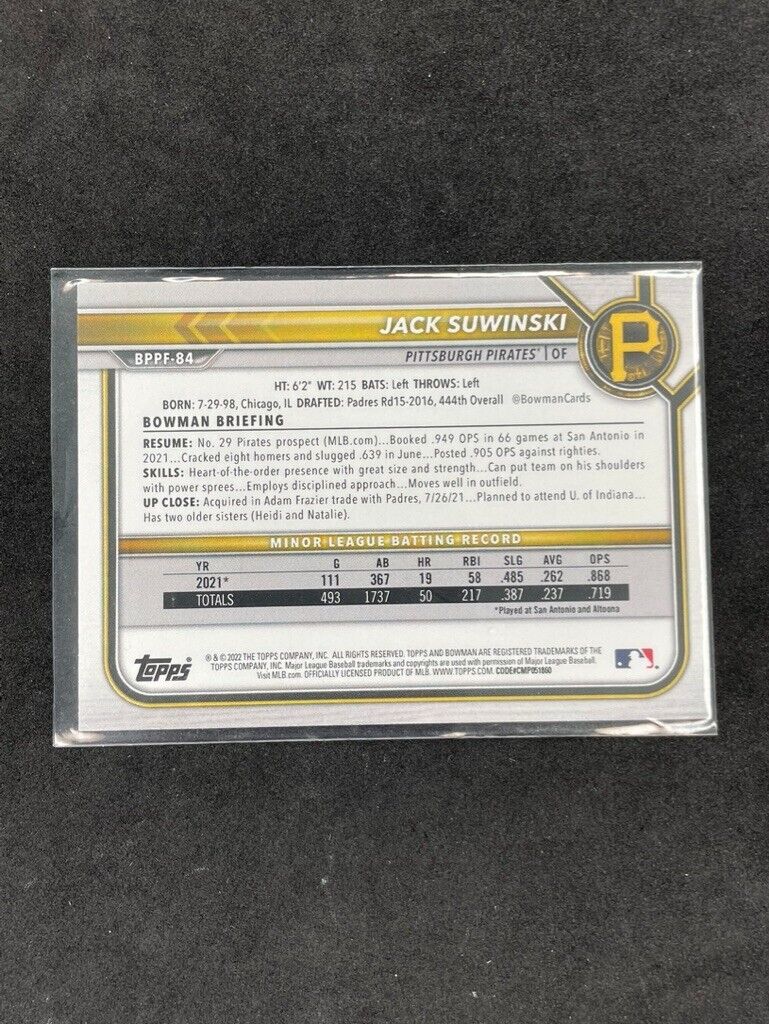 JACK SUWINSKI
P
BPPF-84
PITTSBURGH PIRATES® | OF
HT: 6'2" WT: 215 BATS: Left THROWS: Left
BORN: 7-29-98, Chicago, IL DRAFTED: Padres Rd15-2016, 444th Overall @BowmanCards
BOWMAN BRIEFING
RESUME: No. 29 Pirates prospect (MLB.com)...Booked .949 OPS in 66 games at San Antonio in
2021...Cracked eight homers and slugged .639 in June...Posted .905 OPS against righties.
SKILLS: Heart-of-the-order presence with great size and strength...Can put team on his shoulders
with power sprees...Employs disciplined approach...Moves well in outfield.
UP CLOSE: Acquired in Adam Frazier trade with Padres, 7/26/21...Planned to attend U. of Indiana...
Has two older sisters (Heidi and Natalie).
MINOR LEAGUE BATTING RECORD
YR G AB HR RBI SLG AVG OPS
2021* 111 367 19 58 .485 .262 .868
TOTALS 493 1737 50 217 .387 .237 .719
*Played at San Antonio and Altoona
topps®
® & © 2022 THE TOPPS COMPANY, INC. ALL RIGHTS RESERVED. TOPPS AND BOWMAN ARE REGISTERED TRADEMARKS OF THE
TOPPS COMPANY, INC. Major League Baseball trademarks and copyrights are used with permission of Major League Baseball.
Visit MLB.com. OFFICIALLY LICENSED PRODUCT OF MLB. WWW.TOPPS.COM. CODE#CMP051860